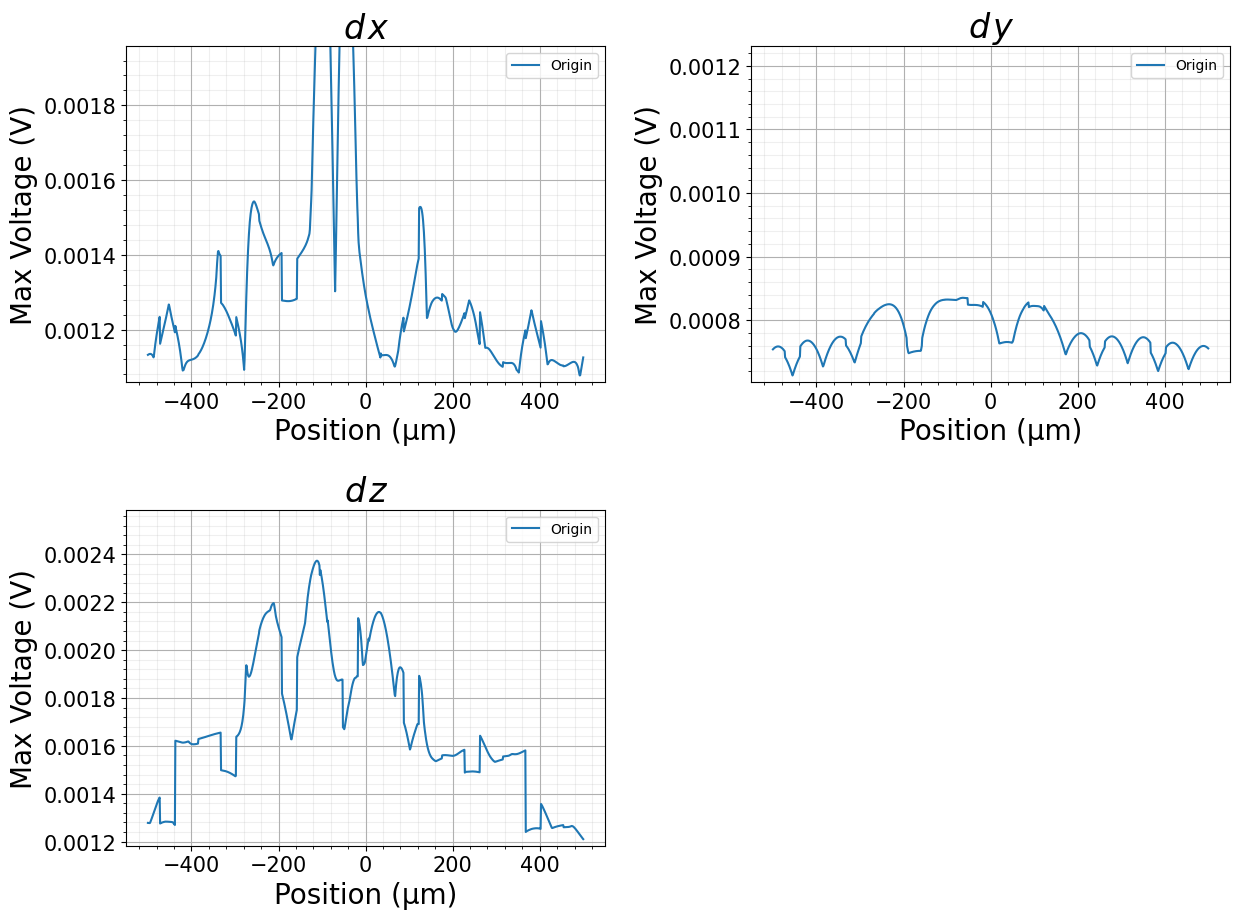 dx
Max Voltage (V)
0.0018
0.0016
0.0014
0.0012
Origin
−400 −200 0 200 400
Position (μm)
dy
Max Voltage (V)
0.0012
0.0011
0.0010
0.0009
0.0008
Origin
−400 −200 0 200 400
Position (μm)
dz
Max Voltage (V)
0.0024
0.0022
0.0020
0.0018
0.0016
0.0014
0.0012
Origin
−400 −200 0 200 400
Position (μm)